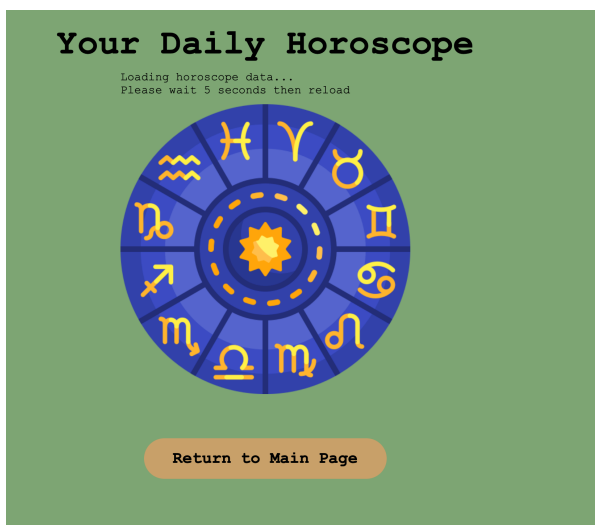 Your Daily Horoscope
Loading horoscope data...
Please wait 5 seconds then reload
Return to Main Page